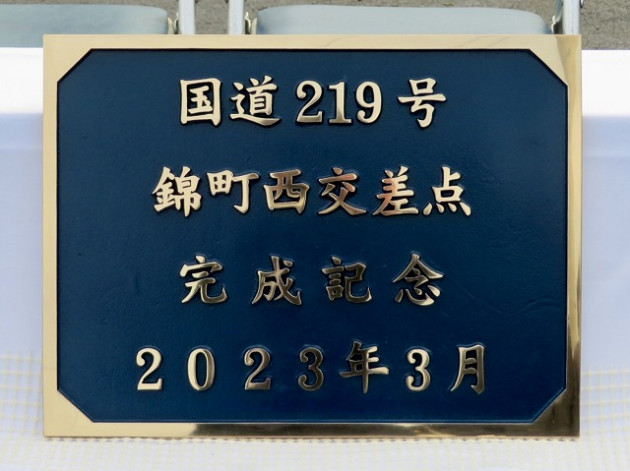 国道219号
錦町西交差点
完成記念
2023年3月